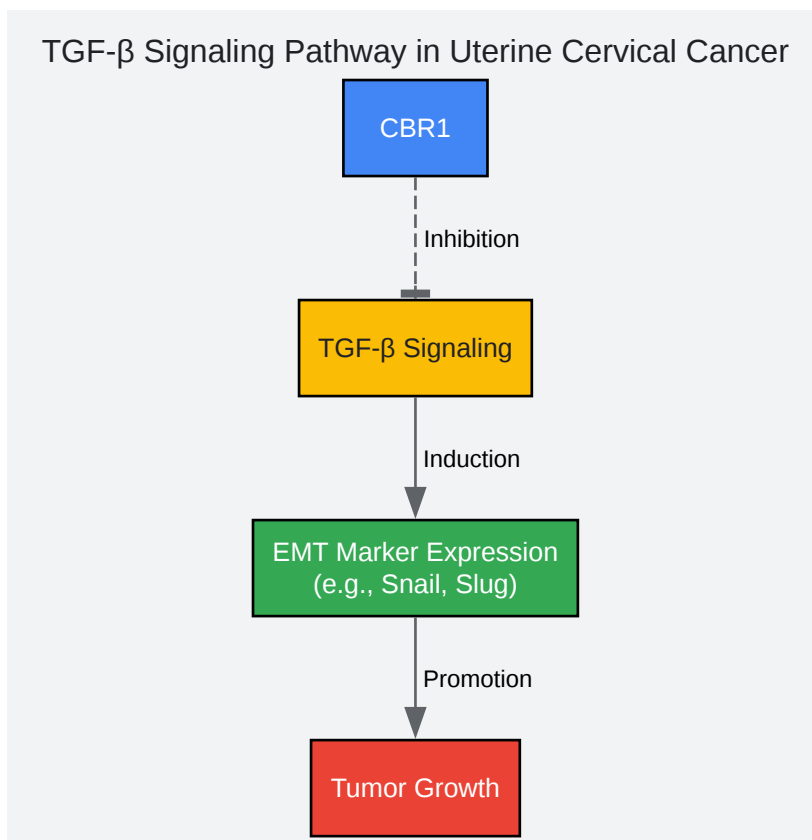 TGF-β Signaling Pathway in Uterine Cervical Cancer
CBR1
Inhibition
TGF-β Signaling
Induction
EMT Marker Expression
(e.g., Snail, Slug)
Promotion
Tumor Growth